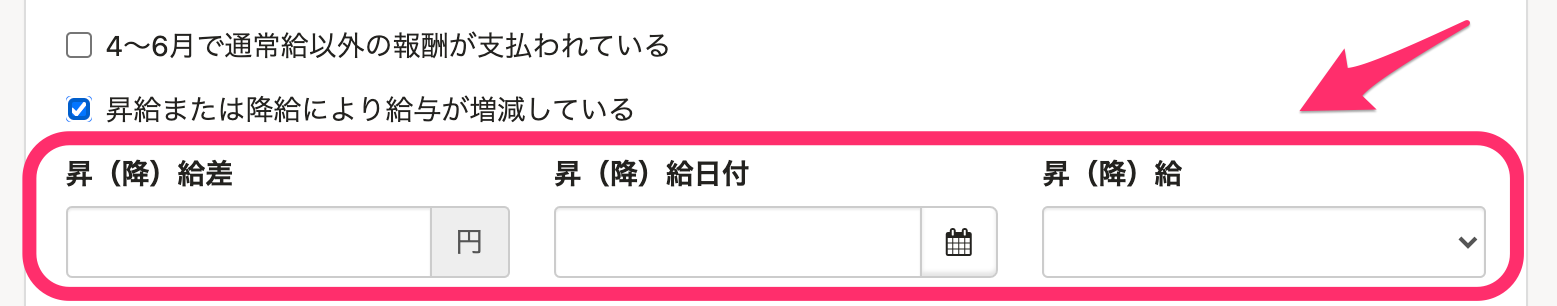 4〜6月で通常給以外の報酬が支払われている
昇給または降給により給与が増減している
昇（降）給差 昇（降）給日付 昇（降）給
円